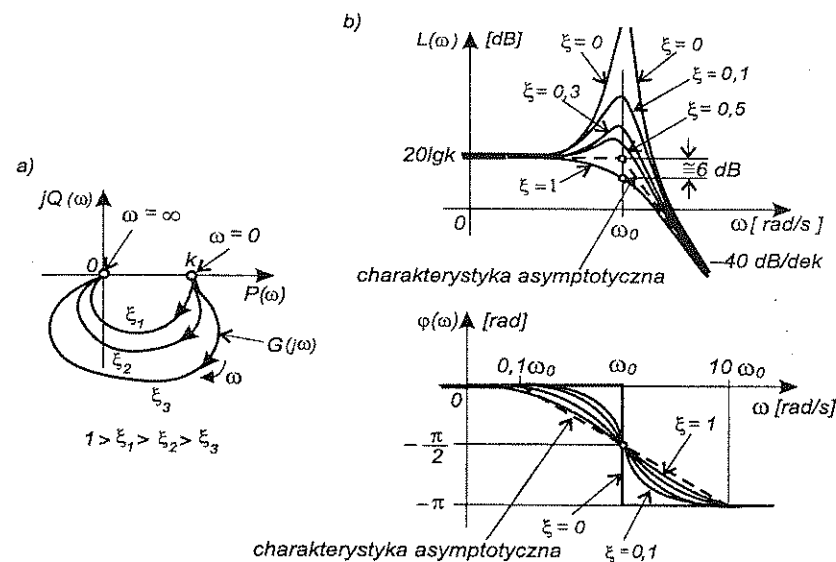 a)
jQ(ω)
ω = ∞
ω = 0
0
k
P(ω)
ξ₁
G(jω)
ξ₂
ω
ξ₃
1 > ξ₁ > ξ₂ > ξ₃
b)
L(ω) [dB]
ξ = 0
ξ = 0
ξ = 0,1
ξ = 0,3
ξ = 0,5
20lgk
≅6 dB
ξ = 1
0
ω₀
ω [rad/s]
–40 dB/dek
charakterystyka asymptotyczna
φ(ω) [rad]
0,1ω₀
ω₀
10 ω₀
0
ω [rad/s]
ξ = 1
– π/2
–π
ξ = 0
ξ = 0,1
charakterystyka asymptotyczna